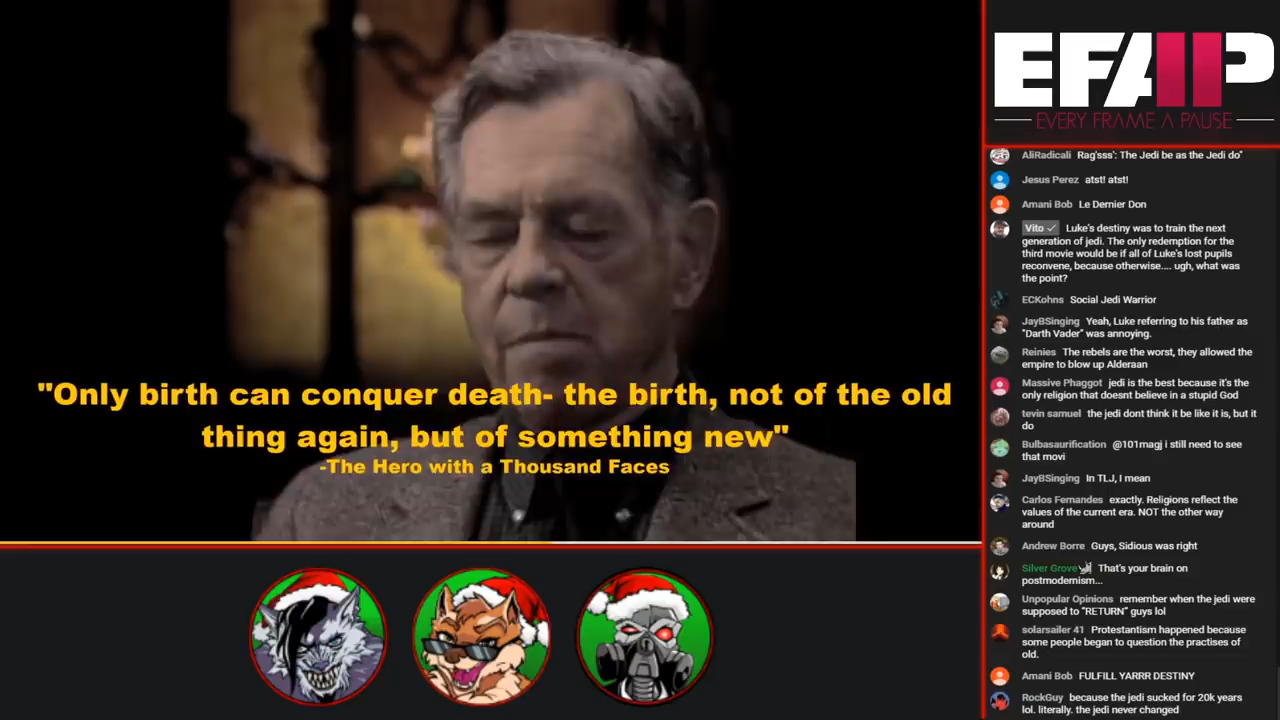 "Only birth can conquer death- the birth, not of the old
thing again, but of something new"
-The Hero with a Thousand Faces
EFAP
EVERY FRAME A PAUSE
AliRadicali Rag'sss': The Jedi be as the Jedi do"
Jesus Perez atst! atst!
Amani Bob Le Dernier Don
Vito ✓ Luke's destiny was to train the next
generation of jedi. The only redemption for the
third movie would be if all of Luke's lost pupils
reconvene, because otherwise.... ugh, what was
the point?
ECKohns Social Jedi Warrior
JayBSinging Yeah, Luke referring to his father as
"Darth Vader" was annoying.
Reinies The rebels are the worst, they allowed the
empire to blow up Alderaan
Massive Phaggot jedi is the best because it's the
only religion that doesnt believe in a stupid God
tevin samuel the jedi dont think it be like it is, but it
do
Bulbasaurification @101magj i still need to see
that movi
JayBSinging In TLJ, I mean
Carlos Fernandes exactly. Religions reflect the
values of the current era. NOT the other way
around
Andrew Borre Guys, Sidious was right
Silver Grove That's your brain on
postmodernism...
Unpopular Opinions remember when the jedi were
supposed to "RETURN" guys lol
solarsailer 41 Protestantism happened because
some people began to question the practises of
old.
Amani Bob FULFILL YARRR DESTINY
RockGuy because the jedi sucked for 20k years
lol. literally. the jedi never changed